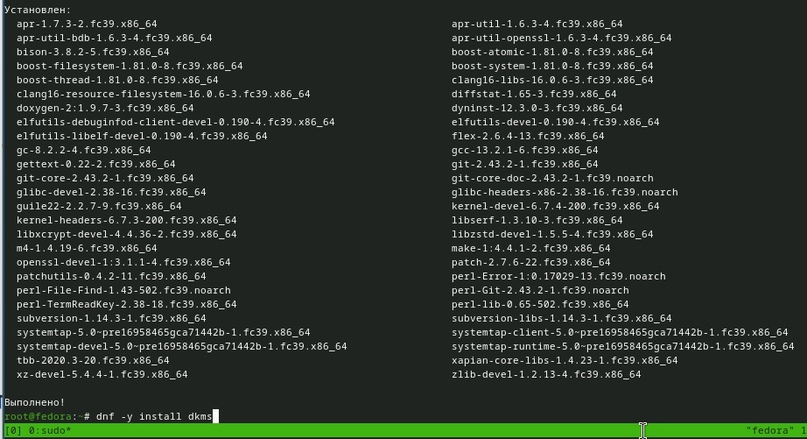 Установлен:
apr-1.7.3-2.fc39.x86_64 apr-util-1.6.3-4.fc39.x86_64
apr-util-bdb-1.6.3-4.fc39.x86_64 apr-util-openssl-1.6.3-4.fc39.x86_64
bison-3.8.2-5.fc39.x86_64 boost-atomic-1.81.0-8.fc39.x86_64
boost-filesystem-1.81.0-8.fc39.x86_64 boost-system-1.81.0-8.fc39.x86_64
boost-thread-1.81.0-8.fc39.x86_64 clang16-libs-16.0.6-3.fc39.x86_64
clang16-resource-filesystem-16.0.6-3.fc39.x86_64 diffstat-1.65-3.fc39.x86_64
doxygen-2:1.9.7-3.fc39.x86_64 dyninst-12.3.0-3.fc39.x86_64
elfutils-debuginfod-client-devel-0.190-4.fc39.x86_64 elfutils-devel-0.190-4.fc39.x86_64
elfutils-libelf-devel-0.190-4.fc39.x86_64 flex-2.6.4-13.fc39.x86_64
gc-8.2.2-4.fc39.x86_64 gcc-13.2.1-6.fc39.x86_64
gettext-0.22-2.fc39.x86_64 git-2.43.2-1.fc39.x86_64
git-core-2.43.2-1.fc39.x86_64 git-core-doc-2.43.2-1.fc39.noarch
glibc-devel-2.38-16.fc39.x86_64 glibc-headers-x86-2.38-16.fc39.noarch
guile22-2.2.7-9.fc39.x86_64 kernel-devel-6.7.4-200.fc39.x86_64
kernel-headers-6.7.3-200.fc39.x86_64 libserf-1.3.10-3.fc39.x86_64
libxcrypt-devel-4.4.36-2.fc39.x86_64 libzstd-devel-1.5.5-4.fc39.x86_64
m4-1.4.19-6.fc39.x86_64 make-1:4.4.1-2.fc39.x86_64
openssl-devel-1:3.1.1-4.fc39.x86_64 patch-2.7.6-22.fc39.x86_64
patchutils-0.4.2-11.fc39.x86_64 perl-Error-1:0.17029-13.fc39.noarch
perl-File-Find-1.43-502.fc39.noarch perl-Git-2.43.2-1.fc39.noarch
perl-TermReadKey-2.38-18.fc39.x86_64 perl-lib-0.65-502.fc39.x86_64
subversion-1.14.3-1.fc39.x86_64 subversion-libs-1.14.3-1.fc39.x86_64
systemtap-5.0~pre16958465gca71442b-1.fc39.x86_64 systemtap-client-5.0~pre16958465gca71442b-1.fc39.x86_64
systemtap-devel-5.0~pre16958465gca71442b-1.fc39.x86_64 systemtap-runtime-5.0~pre16958465gca71442b-1.fc39.x86_64
tbb-2020.3-20.fc39.x86_64 xapian-core-libs-1.4.23-1.fc39.x86_64
xz-devel-5.4.4-1.fc39.x86_64 zlib-devel-1.2.13-4.fc39.x86_64
Выполнено!
root@fedora:~# dnf -y install dkms
[0] 0:sudo* "fedora" 1